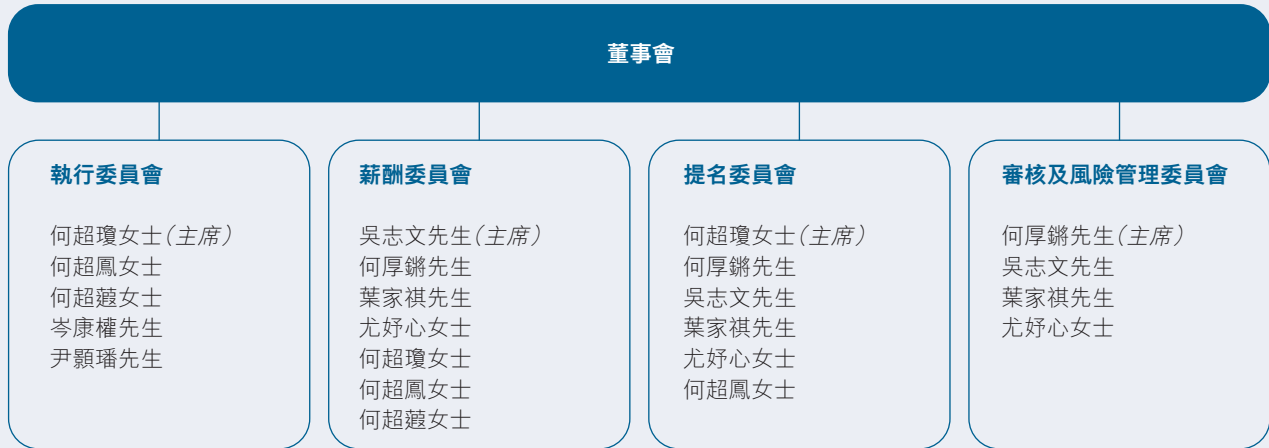 董事會
執行委員會
何超瓊女士(主席)
何超鳳女士
何超蕸女士
岑康權先生
尹顥璠先生
薪酬委員會
吳志文先生(主席)
何厚鏘先生
葉家祺先生
尤妤心女士
何超瓊女士
何超鳳女士
何超蕸女士
提名委員會
何超瓊女士(主席)
何厚鏘先生
吳志文先生
葉家祺先生
尤妤心女士
何超鳳女士
審核及風險管理委員會
何厚鏘先生(主席)
吳志文先生
葉家祺先生
尤妤心女士